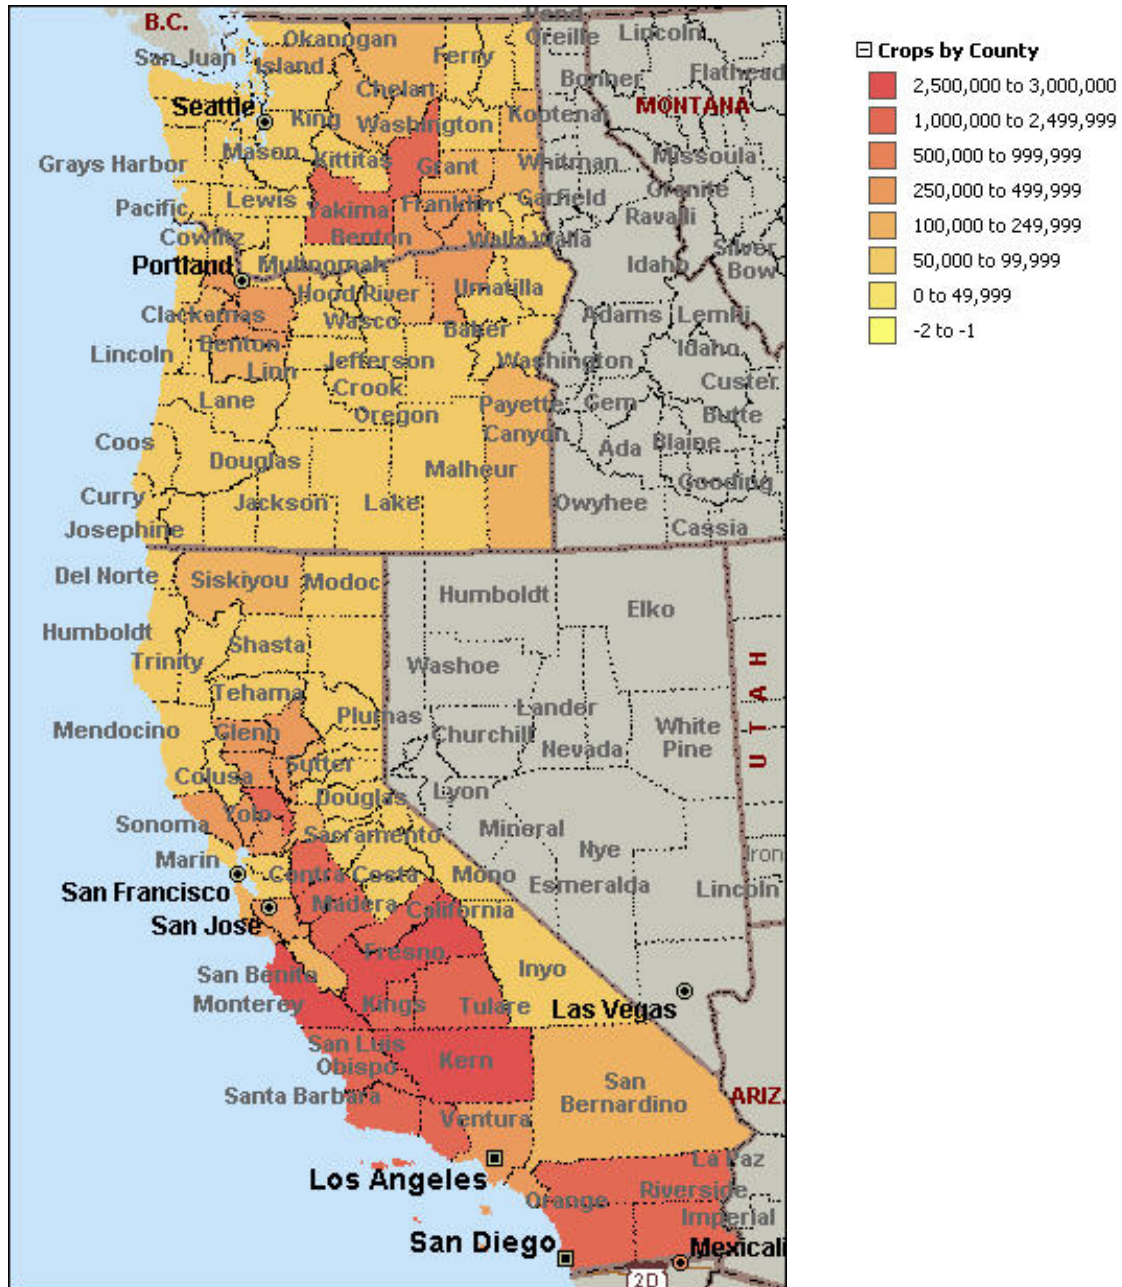 B.C.
Okanogan
Pend
Oreille
Lincoln
San Juan
Island
Ferry
Bonner
Flathead
Chelan
Seattle
King
Washington
Kootenai
MONTANA
Mason
Kittitas
Grant
Whitman
Missoula
Grays Harbor
Lewis
Yakima
Franklin
Garfield
Granite
Pacific
Ravalli
Cowlitz
Benton
Walla Walla
Silver
Bow
Portland
Multnomah
Idaho
Hood River
Umatilla
Clackamas
Wasco
Baker
Adams
Lemhi
Lincoln
Benton
Jefferson
Washington
Idaho
Linn
Crook
Custer
Lane
Oregon
Payette
Gem
Butte
Coos
Canyon
Ada
Blaine
Douglas
Malheur
Gooding
Curry
Jackson
Lake
Owyhee
Josephine
Cassia
Del Norte
Siskiyou
Modoc
Humboldt
Elko
Humboldt
Shasta
Trinity
Washoe
UTAH
Tehama
Plumas
Lander
Mendocino
Glenn
Churchill
Nevada
White
Pine
Colusa
Sutter
Douglas
Lyon
Sonoma
Yolo
Sacramento
Mineral
Nye
Iron
Marin
Contra Costa
Mono
Esmeralda
Lincoln
San Francisco
Madera
California
San Jose
Fresno
San Benito
Inyo
Monterey
Kings
Tulare
Las Vegas
San Luis
Obispo
Kern
Santa Barbara
San
Bernardino
ARIZ.
Ventura
Los Angeles
La Paz
Orange
Riverside
Imperial
San Diego
Mexicali
2D
Crops by County
2,500,000 to 3,000,000
1,000,000 to 2,499,999
500,000 to 999,999
250,000 to 499,999
100,000 to 249,999
50,000 to 99,999
0 to 49,999
-2 to -1